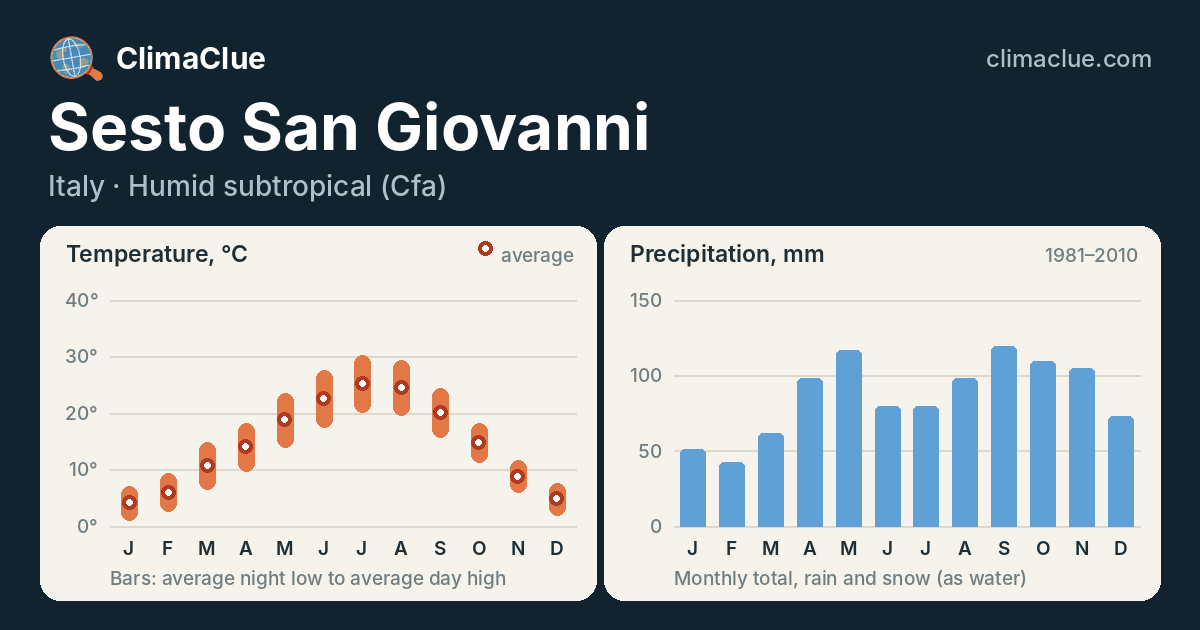 ClimaClue
climaclue.com
Sesto San Giovanni
Italy · Humid subtropical (Cfa)
Temperature, °C
average
40°
30°
20°
10°
0°
J F M A M J J A S O N D
Bars: average night low to average day high
Precipitation, mm
1981–2010
150
100
50
0
J F M A M J J A S O N D
Monthly total, rain and snow (as water)